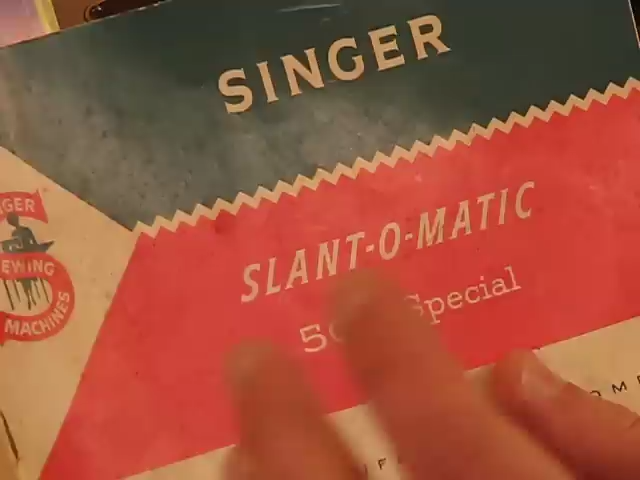 SINGER
SLANT-O-MATIC
Special
SEWING
MACHINES